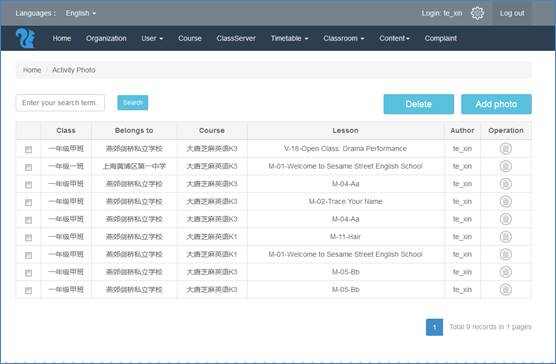 Languages : English Login: te_xin Log out
Home Organization User Course ClassServer Timetable Classroom Content Complaint
Home / Activity Photo
Enter your search term. Search Delete Add photo
Class Belongs to Course Lesson Author Operation
一年级甲班 燕郊剑桥私立学校 大唐芝麻英语K3 V-18-Open Class: Drama Performance te_xin
一年级一班 上海黄浦区第一中学 大唐芝麻英语K3 M-01-Welcome to Sesame Street English School te_xin
一年级甲班 燕郊剑桥私立学校 大唐芝麻英语K3 M-04-Aa te_xin
一年级甲班 燕郊剑桥私立学校 大唐芝麻英语K3 M-02-Trace Your Name te_xin
一年级甲班 燕郊剑桥私立学校 大唐芝麻英语K3 M-04-Aa te_xin
一年级甲班 燕郊剑桥私立学校 大唐芝麻英语K1 M-11-Hair te_xin
一年级甲班 燕郊剑桥私立学校 大唐芝麻英语K1 M-01-Welcome to Sesame Street English School te_xin
一年级甲班 燕郊剑桥私立学校 大唐芝麻英语K3 M-05-Bb te_xin
一年级甲班 燕郊剑桥私立学校 大唐芝麻英语K3 M-05-Bb te_xin
1 Total 9 records in 1 pages